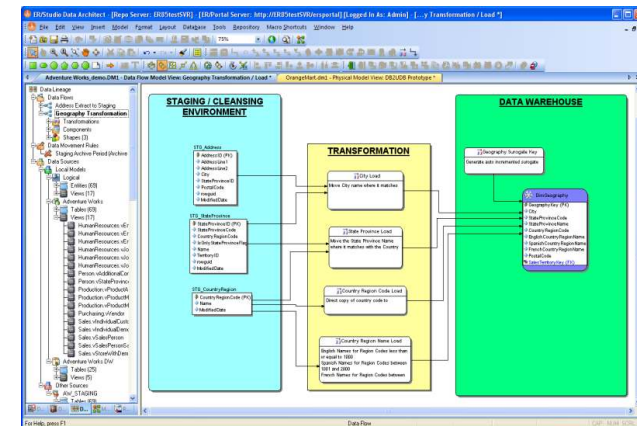 ER/Studio Data Architect - [Repo Server: ER85testSVR] - [ER/Portal Server: http://ER85testSVR/ersportal] [Logged In As: Admin] - [...y Transformation / Load *]
File Edit View Insert Model Format Layout Database Tools Repository Macro Shortcuts Window Help
75%
Adventure Works_demo.DM1 - Data Flow Model View: Geography Transformation / Load *
OrangeMart.dm1 - Physical Model View: DB2UDB Prototype *
Data Lineage
Data Flows
Address Extract to Staging
Geography Transformation
Transformations
Components
Shapes (3)
Data Movement Rules
Staging Archive Period (Archive
Data Sources
Local Models
Logical
Entities (69)
Views (17)
Adventure Works
Tables (69)
Views (17)
HumanResources.vEr
HumanResources.vEr
HumanResources.vEr
HumanResources.vJo
HumanResources.vJo
HumanResources.vJo
Person.vAdditionalCor
Person.vStateProvinc
Production.vProductA
Production.vProductM
Production.vProductM
Purchasing.vVendor
Sales.vIndividualCust
Sales.vIndividualDem
Sales.vSalesPerson
Sales.vSalesPersonSa
Sales.vStoreWithDem
Adventure Works DW
Tables (25)
Views (5)
Other Sources
AW_STAGING
STAGING / CLEANSING
ENVIRONMENT
STG_Address
AddressID (PK)
AddressLine1
AddressLine2
City
StateProvinceID
PostalCode
rowguid
ModifiedDate
STG_StateProvince
StateProvinceID (PK)
StateProvinceCode
CountryRegionCode
IsOnlyStateProvinceFlag
Name
TerritoryID
rowguid
ModifiedDate
STG_CountryRegion
CountryRegionCode (PK)
Name
ModifiedDate
TRANSFORMATION
City Load
Move City name where it matches
State Province Load
Move the State Province Name
where it matches with the Country
Country Region Code Load
Direct copy of country code to
Country Region Name Load
English Names for Region Codes less than
or equal to 1000
Spanish Names for Region Codes between
1001 and 2000
French Names for Region Codes between
DATA WAREHOUSE
Geography Surrogate Key
Generate auto incremented surrogate
DimGeography
GeographyKey (PK)
City
StateProvinceCode
StateProvinceName
CountryRegionCode
EnglishCountryRegionName
SpanishCountryRegionName
FrenchCountryRegionName
PostalCode
SalesTerritoryKey (FK)
For Help, press F1
Data Flow
CAP NUM SCRL